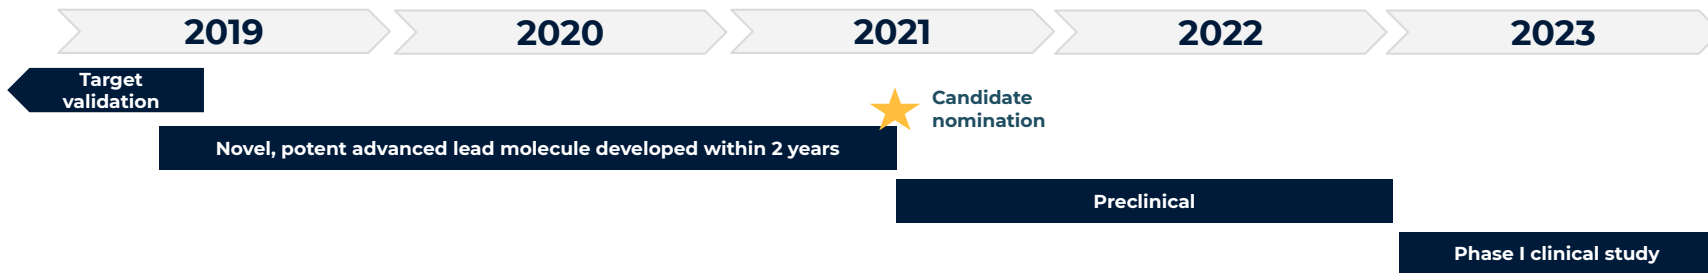 2019
2020
2021
2022
2023
Target
validation
Candidate
nomination
Novel, potent advanced lead molecule developed within 2 years
Preclinical
Phase I clinical study